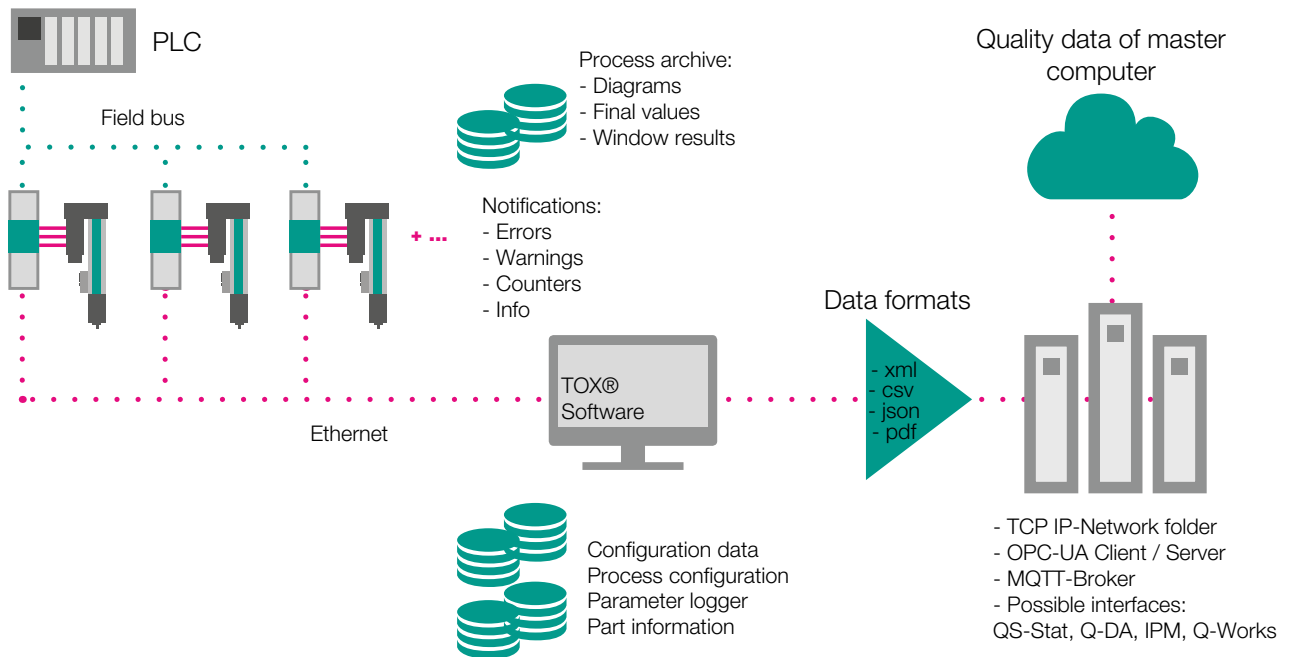 PLC
Field bus
Process archive:
- Diagrams
- Final values
- Window results
Notifications:
- Errors
- Warnings
- Counters
- Info
+ ...
Ethernet
TOX®
Software
Configuration data
Process configuration
Parameter logger
Part information
Data formats
- xml
- csv
- json
- pdf
Quality data of master
computer
- TCP IP-Network folder
- OPC-UA Client / Server
- MQTT-Broker
- Possible interfaces:
QS-Stat, Q-DA, IPM, Q-Works